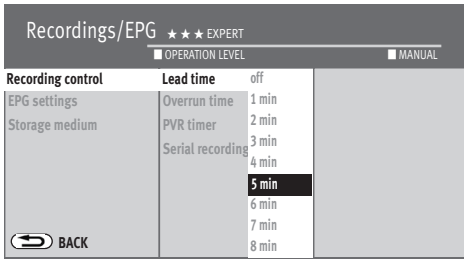 Recordings/EPG ★★★ EXPERT
OPERATION LEVEL MANUAL
Recording control
EPG settings
Storage medium
Lead time
Overrun time
PVR timer
Serial recording
off
1 min
2 min
3 min
4 min
5 min
6 min
7 min
8 min
BACK